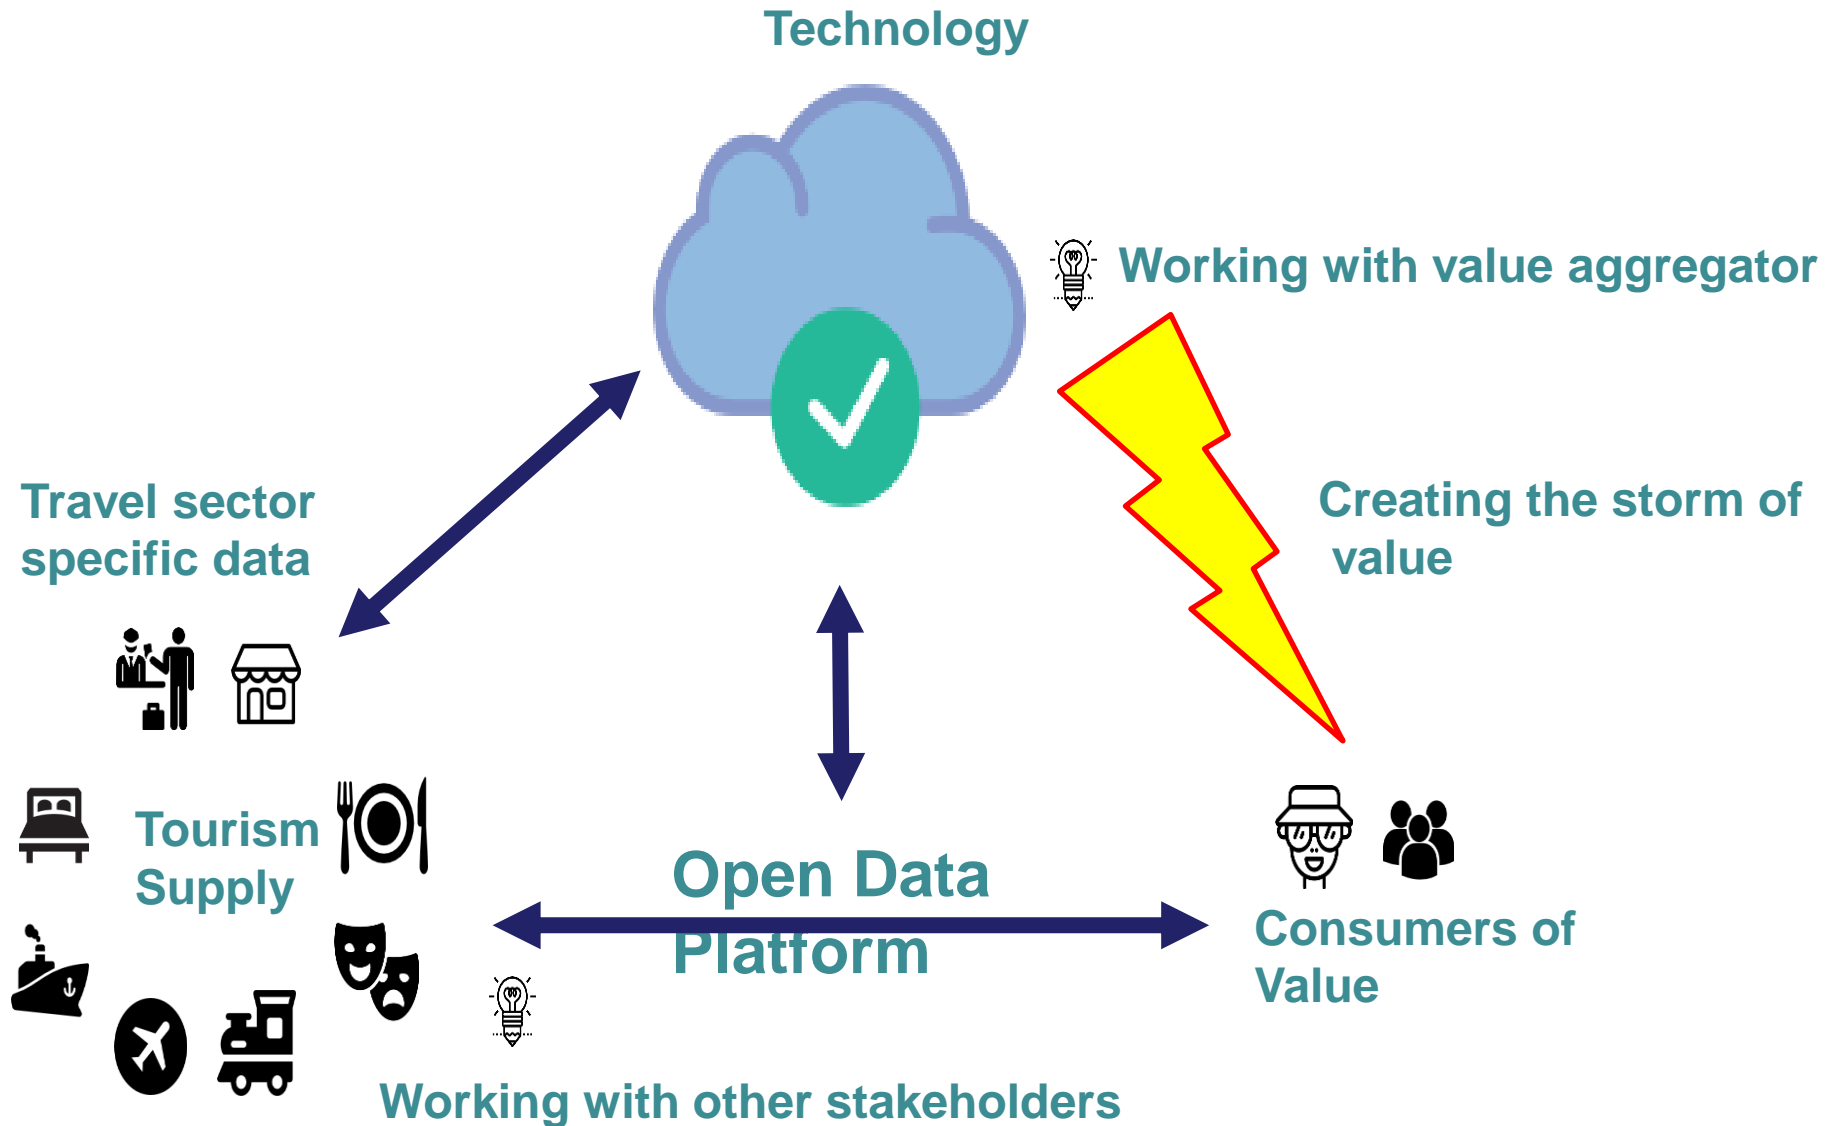 Technology
Working with value aggregator
Travel sector
specific data
Creating the storm of
value
Tourism
Supply
Open Data
Platform
Consumers of
Value
Working with other stakeholders